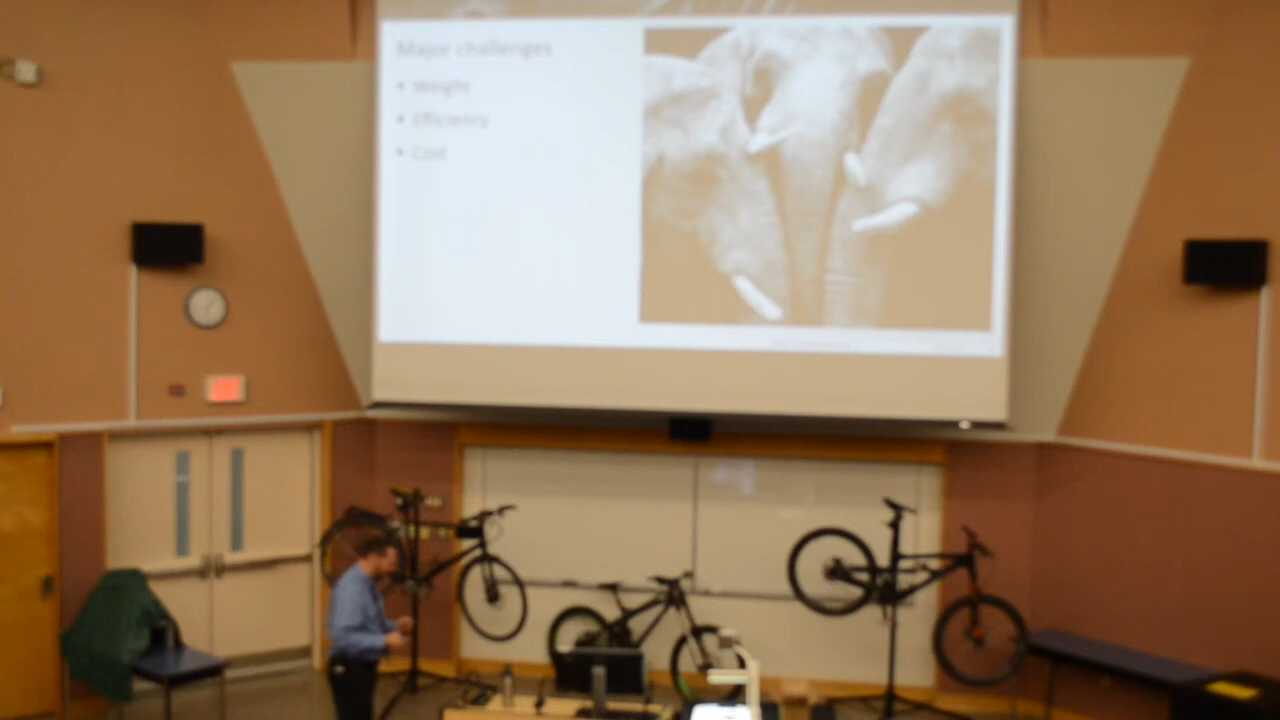 Major challenges
• Weight
• Efficiency
• Cost